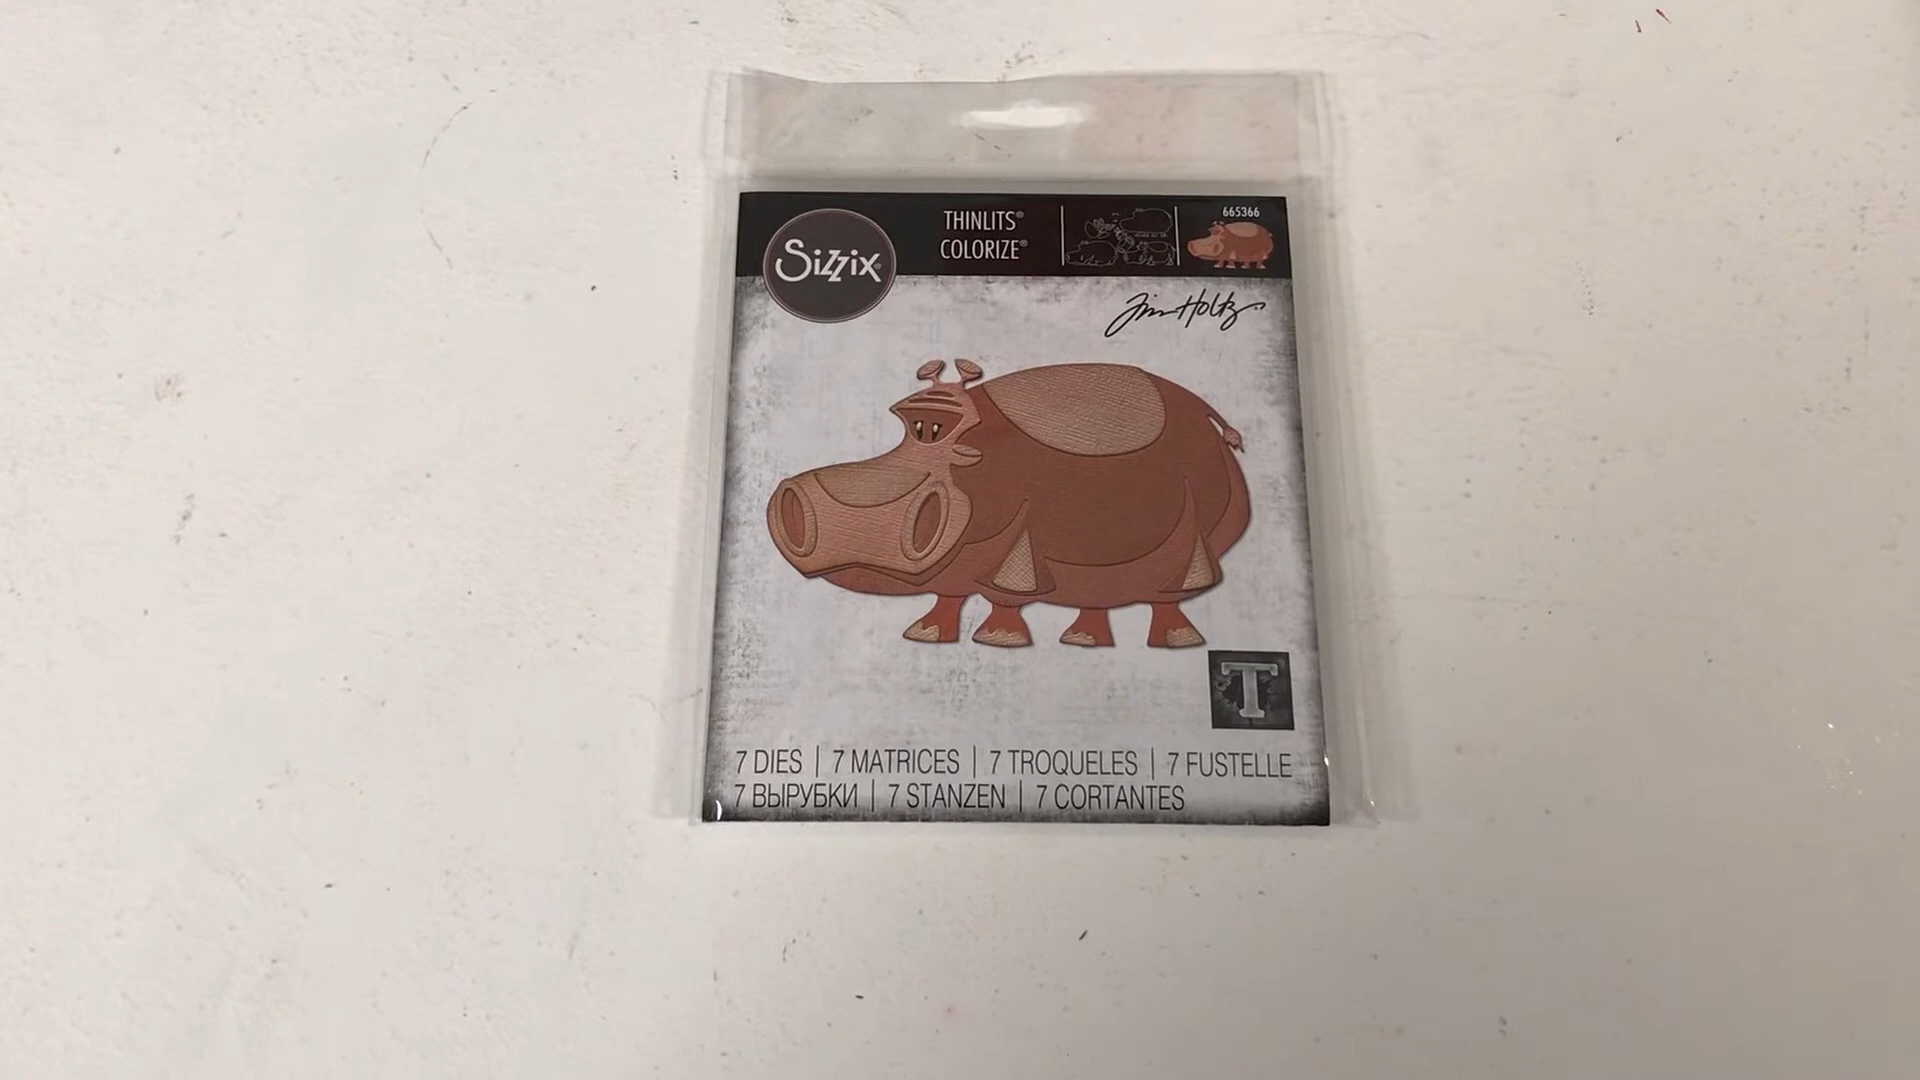 Sizzix
THINLITS®
COLORIZE®
665366
Tim Holtz
T
7 DIES | 7 MATRICES | 7 TROQUELES | 7 FUSTELLE
7 ВЫРУБКИ | 7 STANZEN | 7 CORTANTES